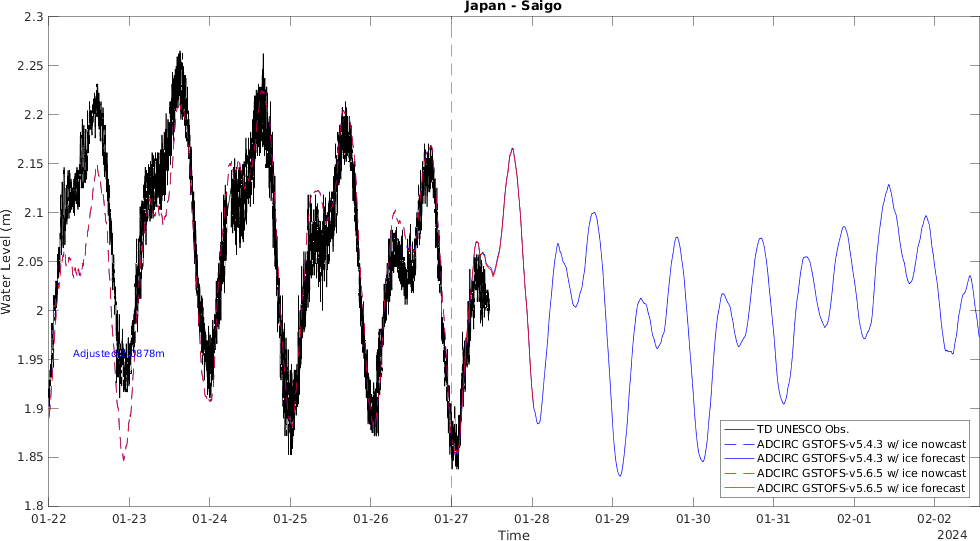 Japan - Saigo
2.3
2.25
2.2
2.15
2.1
2.05
2
1.95
1.9
1.85
1.8
Water Level (m)
Adjusted
0878m
TD UNESCO Obs.
ADCIRC GSTOFS-v5.4.3 w/ ice nowcast
ADCIRC GSTOFS-v5.4.3 w/ ice forecast
ADCIRC GSTOFS-v5.6.5 w/ ice nowcast
ADCIRC GSTOFS-v5.6.5 w/ ice forecast
01-22 01-23 01-24 01-25 01-26 01-27 01-28 01-29 01-30 01-31 02-01 02-02
Time
2024